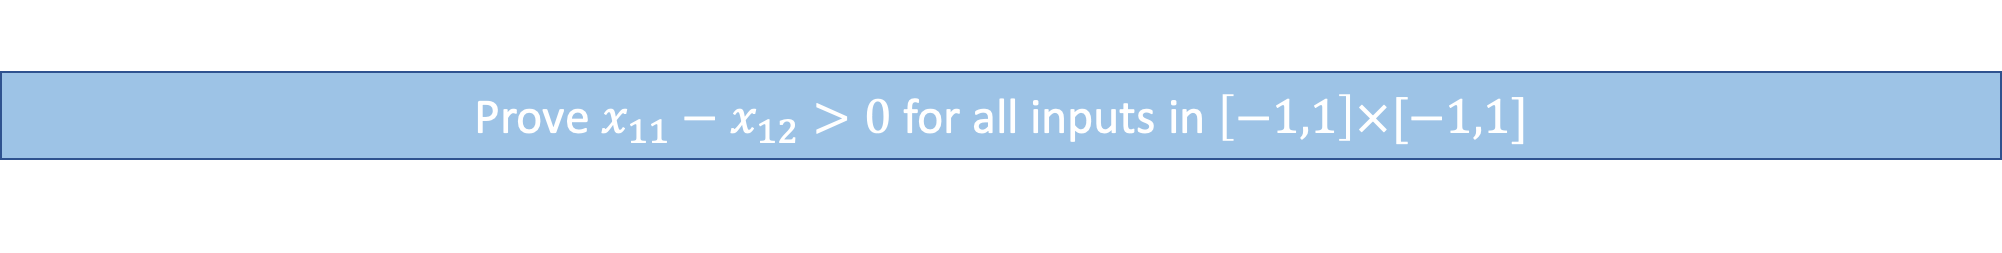 Prove 𝑥₁₁ − 𝑥₁₂ > 0 for all inputs in [−1,1]×[−1,1]